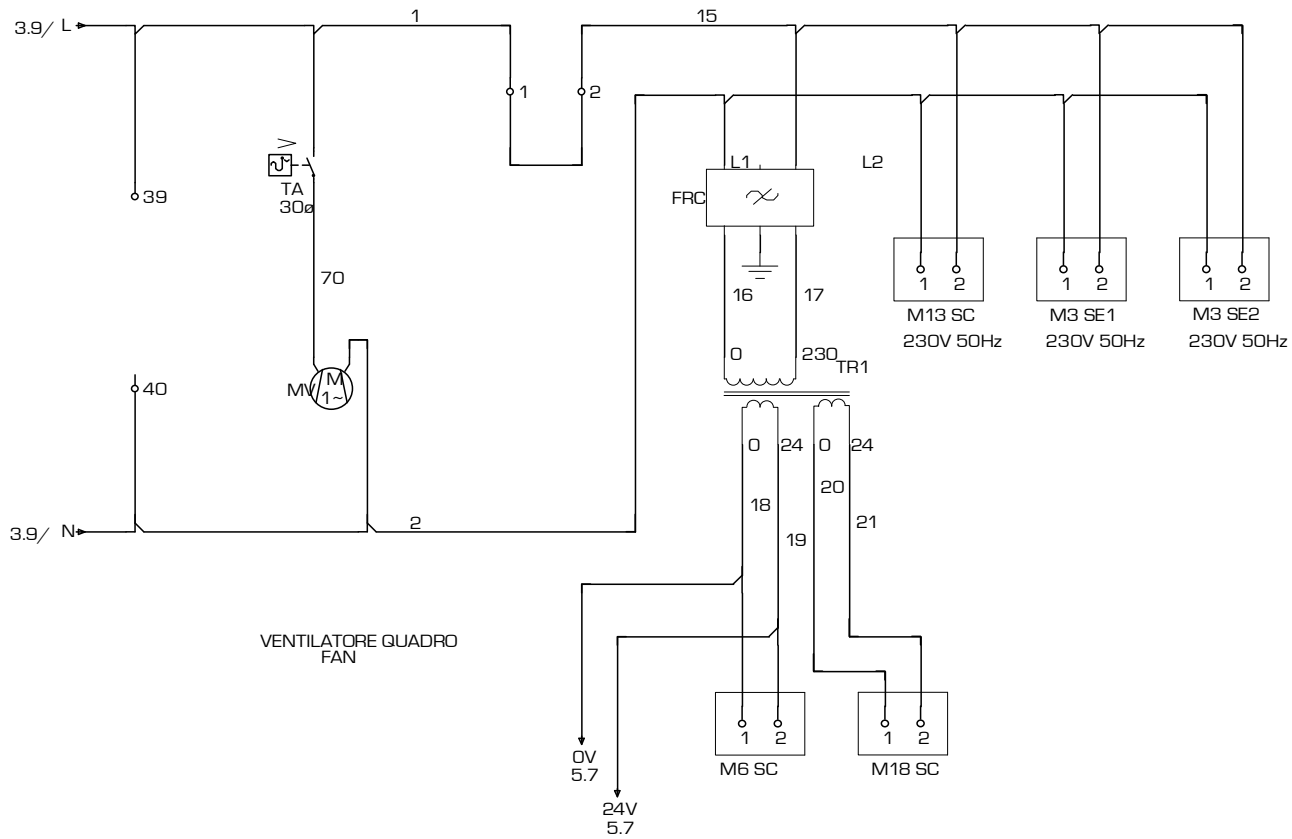 1
15
3.9/ L
1
2
L1
L2
39
TA
30ø
FRC
70
16
17
1
2
1
2
1
2
M13 SC
M3 SE1
M3 SE2
230V 50Hz
230V 50Hz
230V 50Hz
0
230
TR1
40
MV
M
1~
0
24
0
24
18
20
19
21
3.9/ N
2
VENTILATORE QUADRO
FAN
1
2
1
2
M6 SC
M18 SC
0V
5.7
24V
5.7